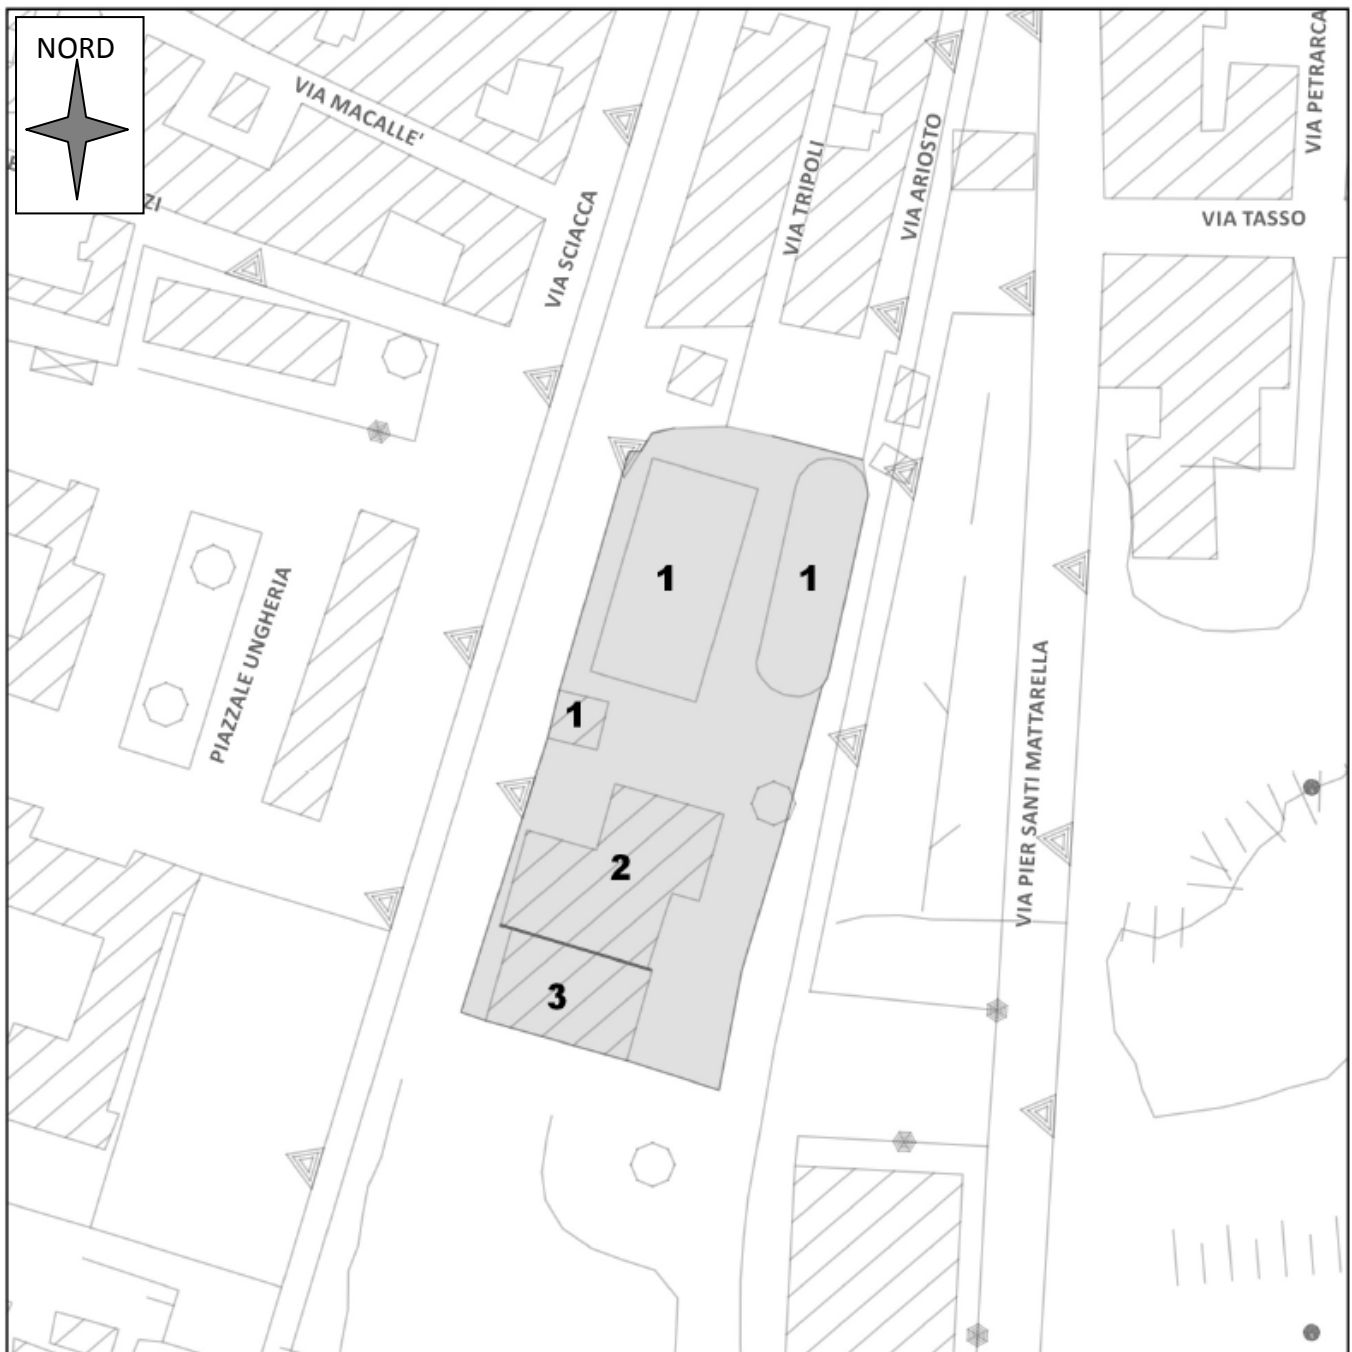 NORD
VIA MACALLE'
VIA SCIACCA
VIA TRIPOLI
VIA ARIOSTO
VIA PETRARCA
VIA TASSO
ZI
1
1
1
PIAZZALE UNGHERIA
2
3
VIA PIER SANTI MATTARELLA